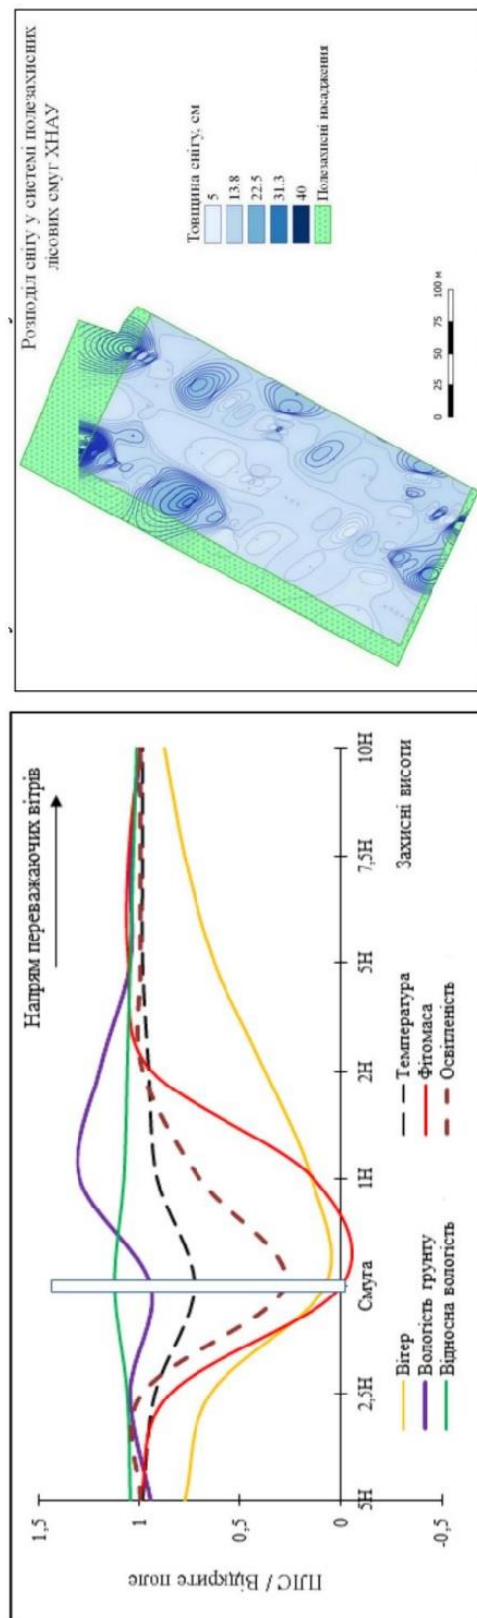 ПЛС / Відкрите поле
1,5
1
0,5
0
-0,5
Напрям переважаючих вітрів
5Н
2,5Н
Смуга
1Н
2Н
5Н
7,5Н
10Н
Захисні висоти
Вітер
Вологість грунту
Відносна вологість
Температура
Фітомаса
Освітленість
Розподіл снігу у системі полезахисних
лісових смуг ХНАУ
Товщина снігу, см
5
13.8
22.5
31.3
40
Полезахисні насадження
0 25 50 75 100 м